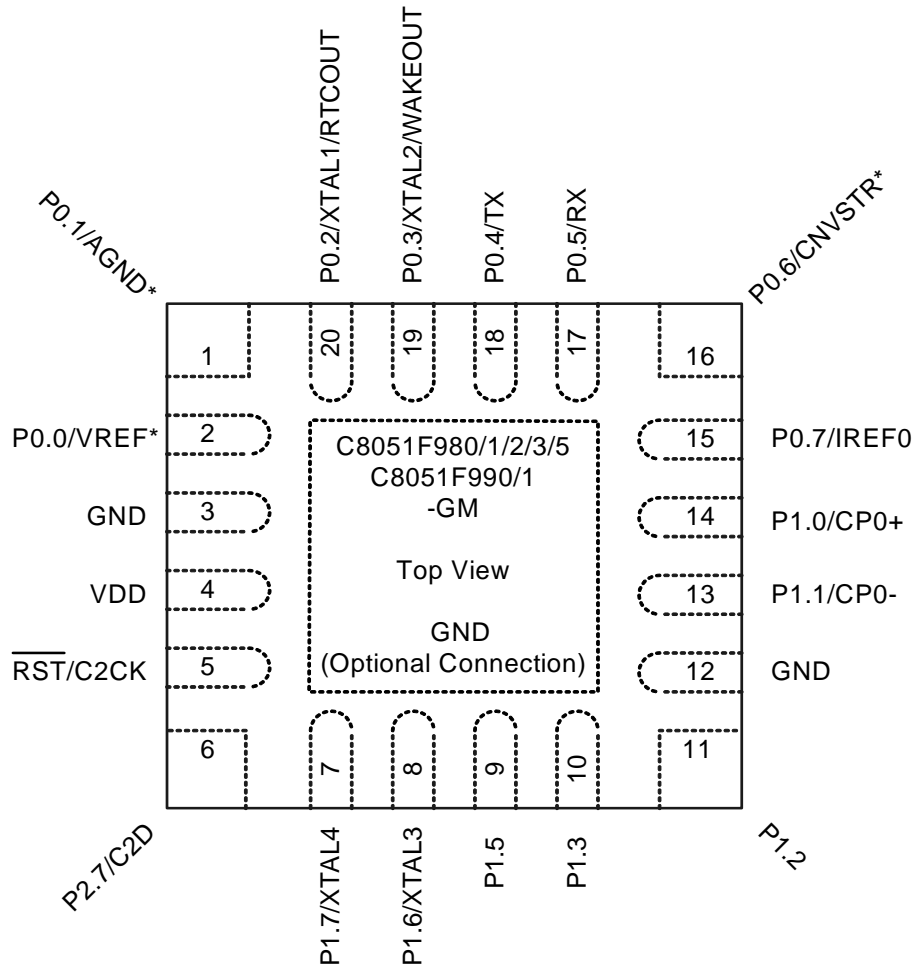 P0.2/XTAL1/RTCOUT
P0.3/XTAL2/WAKEOUT
P0.4/TX
P0.5/RX
P0.1/AGND*
P0.6/CNVSTR*
1
20
19
18
17
16
P0.0/VREF*
2
15
P0.7/IREF0
GND
3
14
P1.0/CP0+
VDD
4
13
P1.1/CP0-
RST/C2CK
5
12
GND
C8051F980/1/2/3/5
C8051F990/1
-GM
Top View
GND
(Optional Connection)
6
7
8
9
10
11
P2.7/C2D
P1.7/XTAL4
P1.6/XTAL3
P1.5
P1.3
P1.2